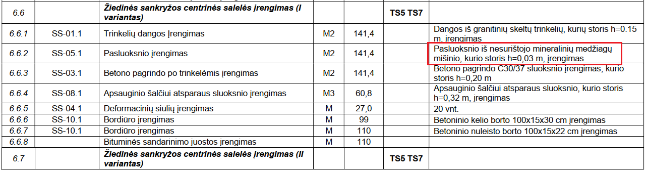 6.6 Žiedinės sankryžos centrinės salelės įrengimas (I TS5 TS7
variantas)
6.6.1 SS-01.1 Trinkelių dangos Įrengimas M2 141,4 Dangos iš granitinių skeltų trinkelių, kurių storis h=0.15
m, įrengimas
6.6.2 SS-05.1 Pasluoksnio įrengimas M2 141,4 Pasluoksnio iš nesurištojo mineralinių medžiagų
mišinio, kurio storis h=0,03 m, įrengimas
6.6.3 SS-03.1 Betono pagrindo po trinkelėmis įrengimas M2 141,4 Betono pagrindo C30/37 sluoksnio įrengimas, kurio
storis h=0,20 m
6.6.4 SS-08.1 Apsauginio šalčiui atsparaus sluoksnio įrengimas M3 60,8 Apsauginio šalčiui atsparaus sluoksnio, kurio storis
h=0,32 m, įrengimas
6.6.5 SS-04.1 Deformacinių siulių įrengimas M 27,0 20 vnt.
6.6.6 SS-10.1 Bordiūro įrengimas M 99 Betoninio kelio borto 100x15x30 cm įrengimas
6.6.7 SS-10.1 Bordiūro įrengimas M 110 Betoninio nuleisto borto 100x15x22 cm įrengimas
6.6.8 Bituminės sandarinimo juostos įrengimas M 110
6.7 Žiedinės sankryžos centrinės salelės įrengimas (II TS5 TS7
variantas)